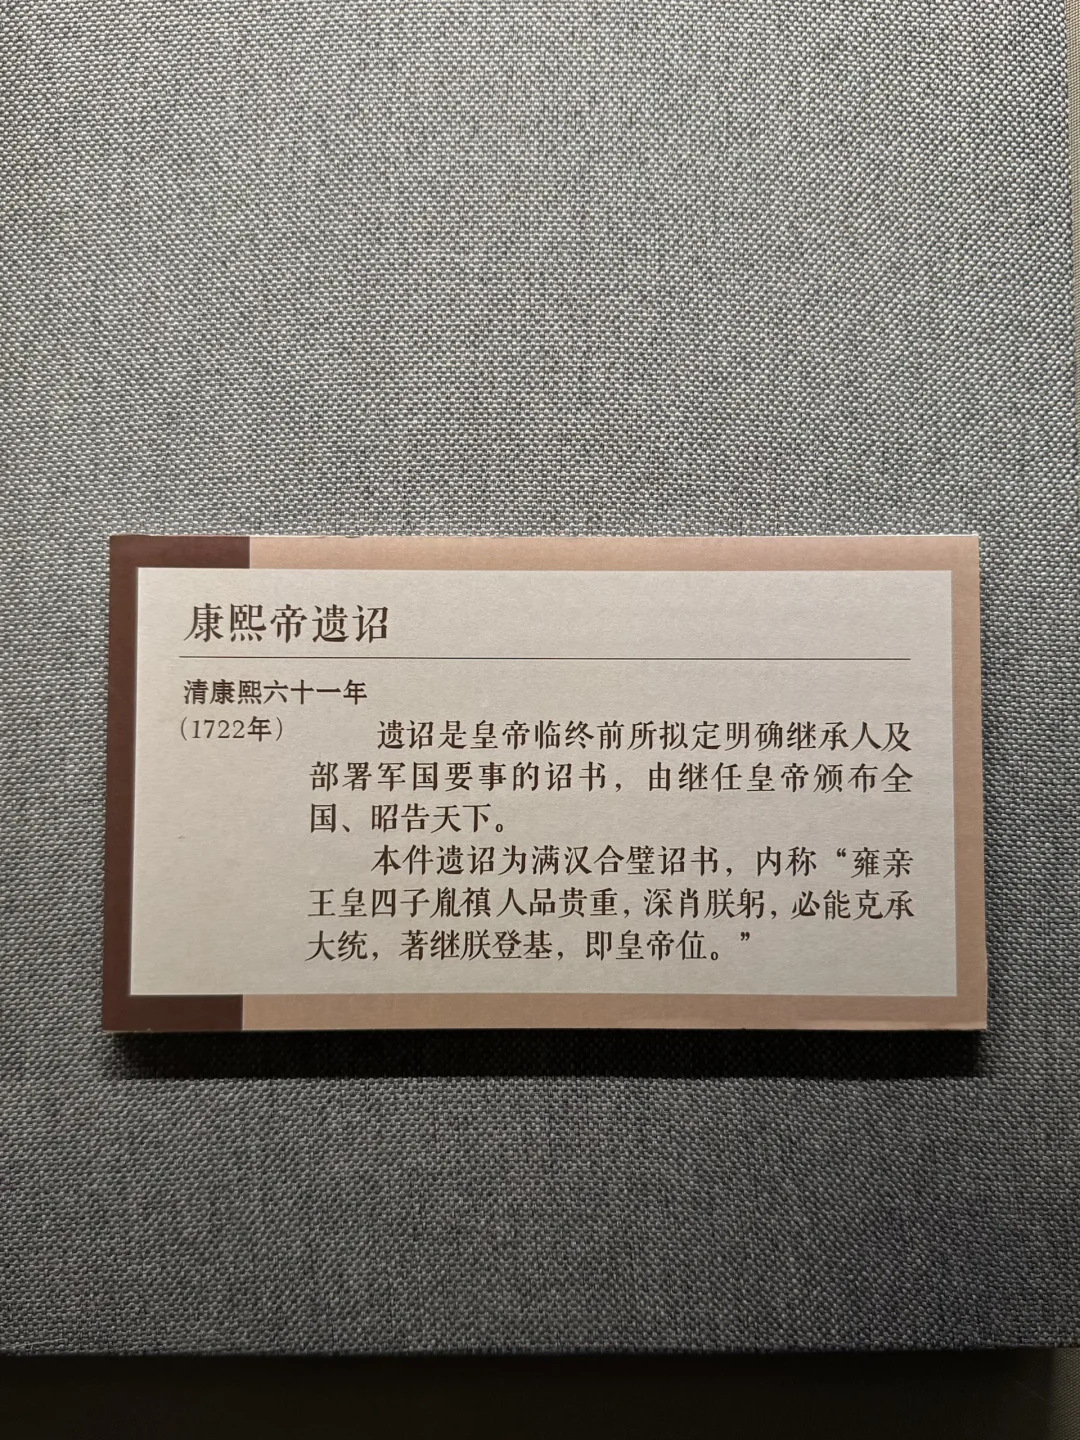 康熙帝遗诏
清康熙六十一年
(1722年)
遗诏是皇帝临终前所拟定明确继承人及
部署军国要事的诏书，由继任皇帝颁布全
国、昭告天下。
本件遗诏为满汉合璧诏书，内称“雍亲
王皇四子胤禛人品贵重，深肖朕躬，必能克承
大统，著继朕登基，即皇帝位。”